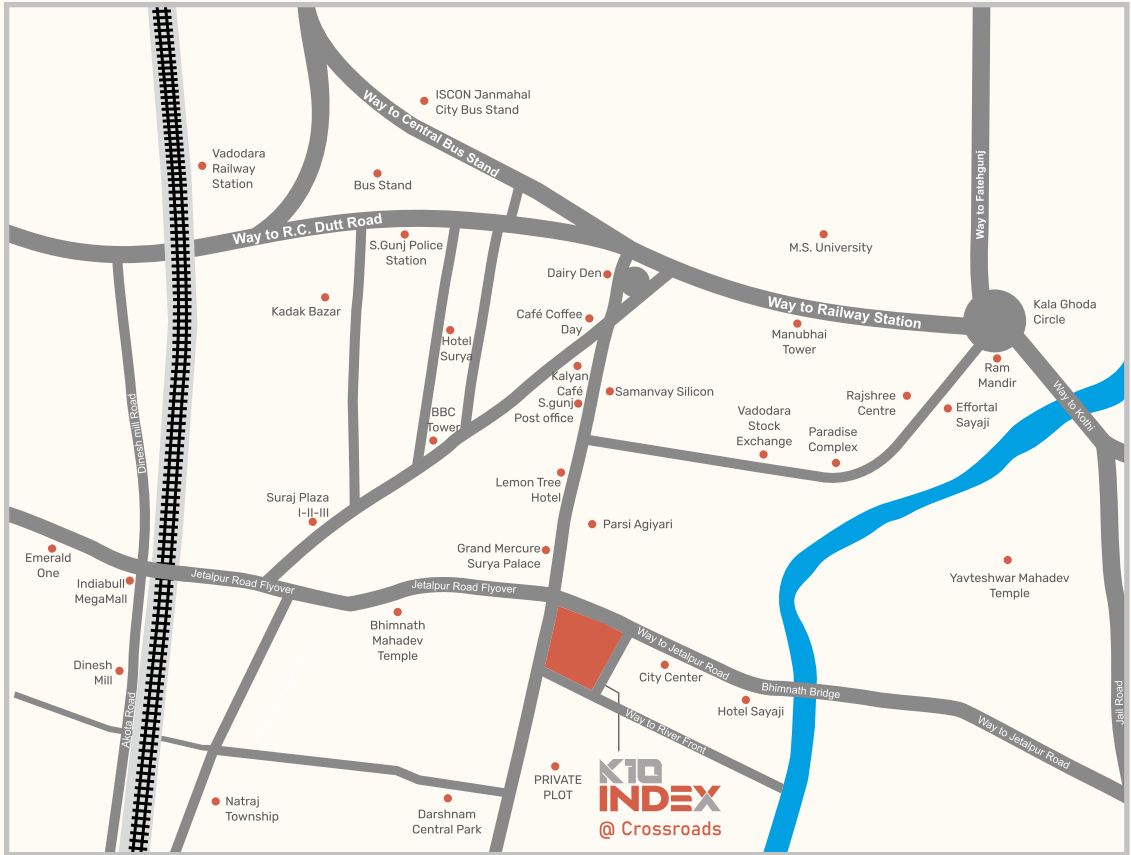 ISCON Janmahal
City Bus Stand
Way to Central Bus Stand
Vadodara
Railway
Station
Bus Stand
Way to Fatehgunj
Way to R.C. Dutt Road
S.Gunj Police
Station
M.S. University
Dairy Den
Kadak Bazar
Café Coffee
Day
Way to Railway Station
Kala Ghoda
Circle
Manubhai
Tower
Hotel
Surya
Ram
Mandir
Kalyan
Café
Samanvay Silicon
S.gunj
Post office
Rajshree
Centre
Effortal
Sayaji
Way to Kothi
BBC
Tower
Vadodara
Stock
Exchange
Paradise
Complex
Dinesh mill Road
Lemon Tree
Hotel
Suraj Plaza
I-II-III
Parsi Agiyari
Emerald
One
Grand Mercure
Surya Palace
Indiabull
MegaMall
Jetalpur Road Flyover
Jetalpur Road Flyover
Yavteshwar Mahadev
Temple
Bhimnath
Mahadev
Temple
Way to Jetalpur Road
City Center
Dinesh
Mill
Bhimnath Bridge
Hotel Sayaji
Akota Road
Way to River Front
Way to Jetalpur Road
Jail Road
PRIVATE
PLOT
K10
INDEX
@ Crossroads
Natraj
Township
Darshnam
Central Park